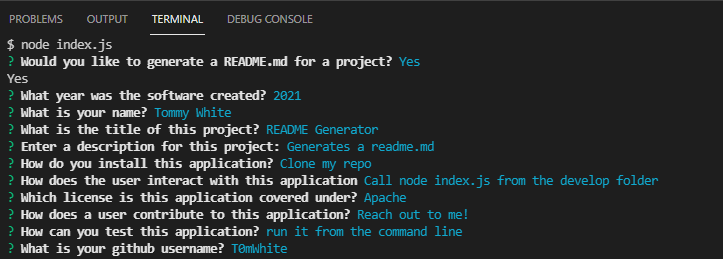 PROBLEMS OUTPUT TERMINAL DEBUG CONSOLE
$ node index.js
? Would you like to generate a README.md for a project? Yes
Yes
? What year was the software created? 2021
? What is your name? Tommy White
? What is the title of this project? README Generator
? Enter a description for this project: Generates a readme.md
? How do you install this application? Clone my repo
? How does the user interact with this application Call node index.js from the develop folder
? Which license is this application covered under? Apache
? How does a user contribute to this application? Reach out to me!
? How can you test this application? run it from the command line
? What is your github username? T0mWhite